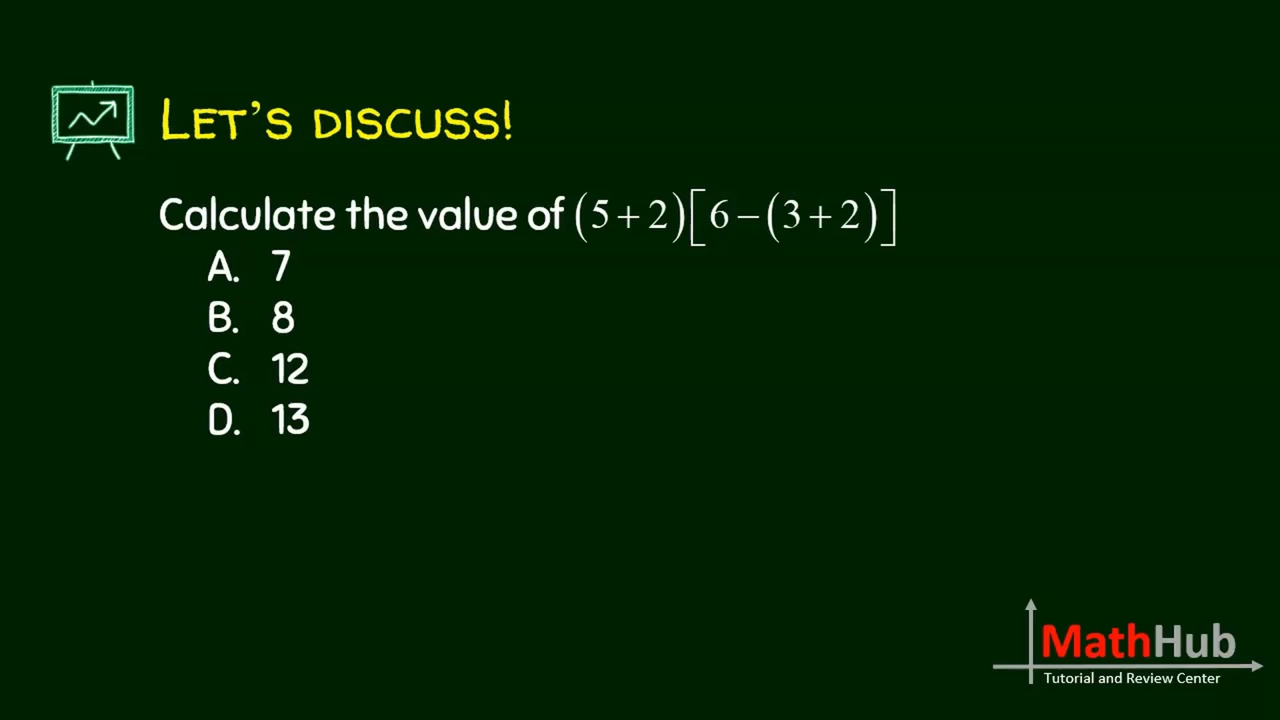 LET'S DISCUSS!
Calculate the value of (5+2)[6−(3+2)]
A. 7
B. 8
C. 12
D. 13
MathHub
Tutorial and Review Center